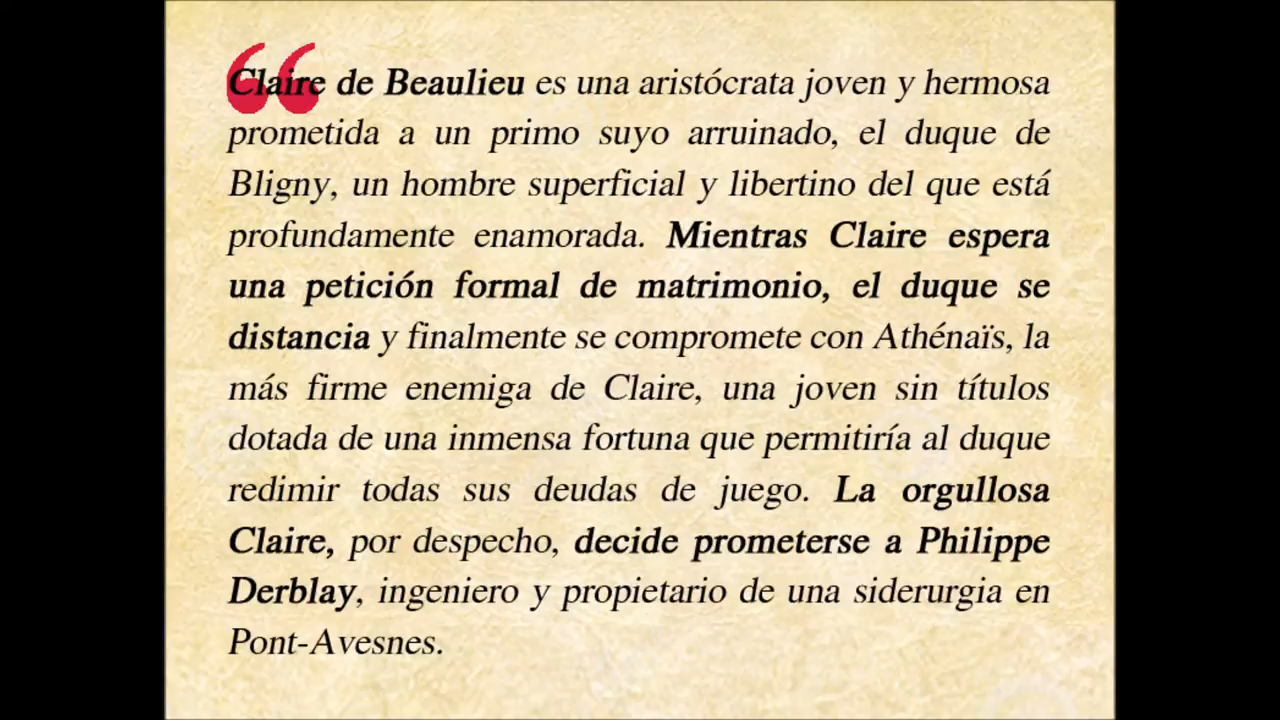 Claire de Beaulieu es una aristócrata joven y hermosa
prometida a un primo suyo arruinado, el duque de
Bligny, un hombre superficial y libertino del que está
profundamente enamorada. Mientras Claire espera
una petición formal de matrimonio, el duque se
distancia y finalmente se compromete con Athénaïs, la
más firme enemiga de Claire, una joven sin títulos
dotada de una inmensa fortuna que permitiría al duque
redimir todas sus deudas de juego. La orgullosa
Claire, por despecho, decide prometerse a Philippe
Derblay, ingeniero y propietario de una siderurgia en
Pont-Avesnes.